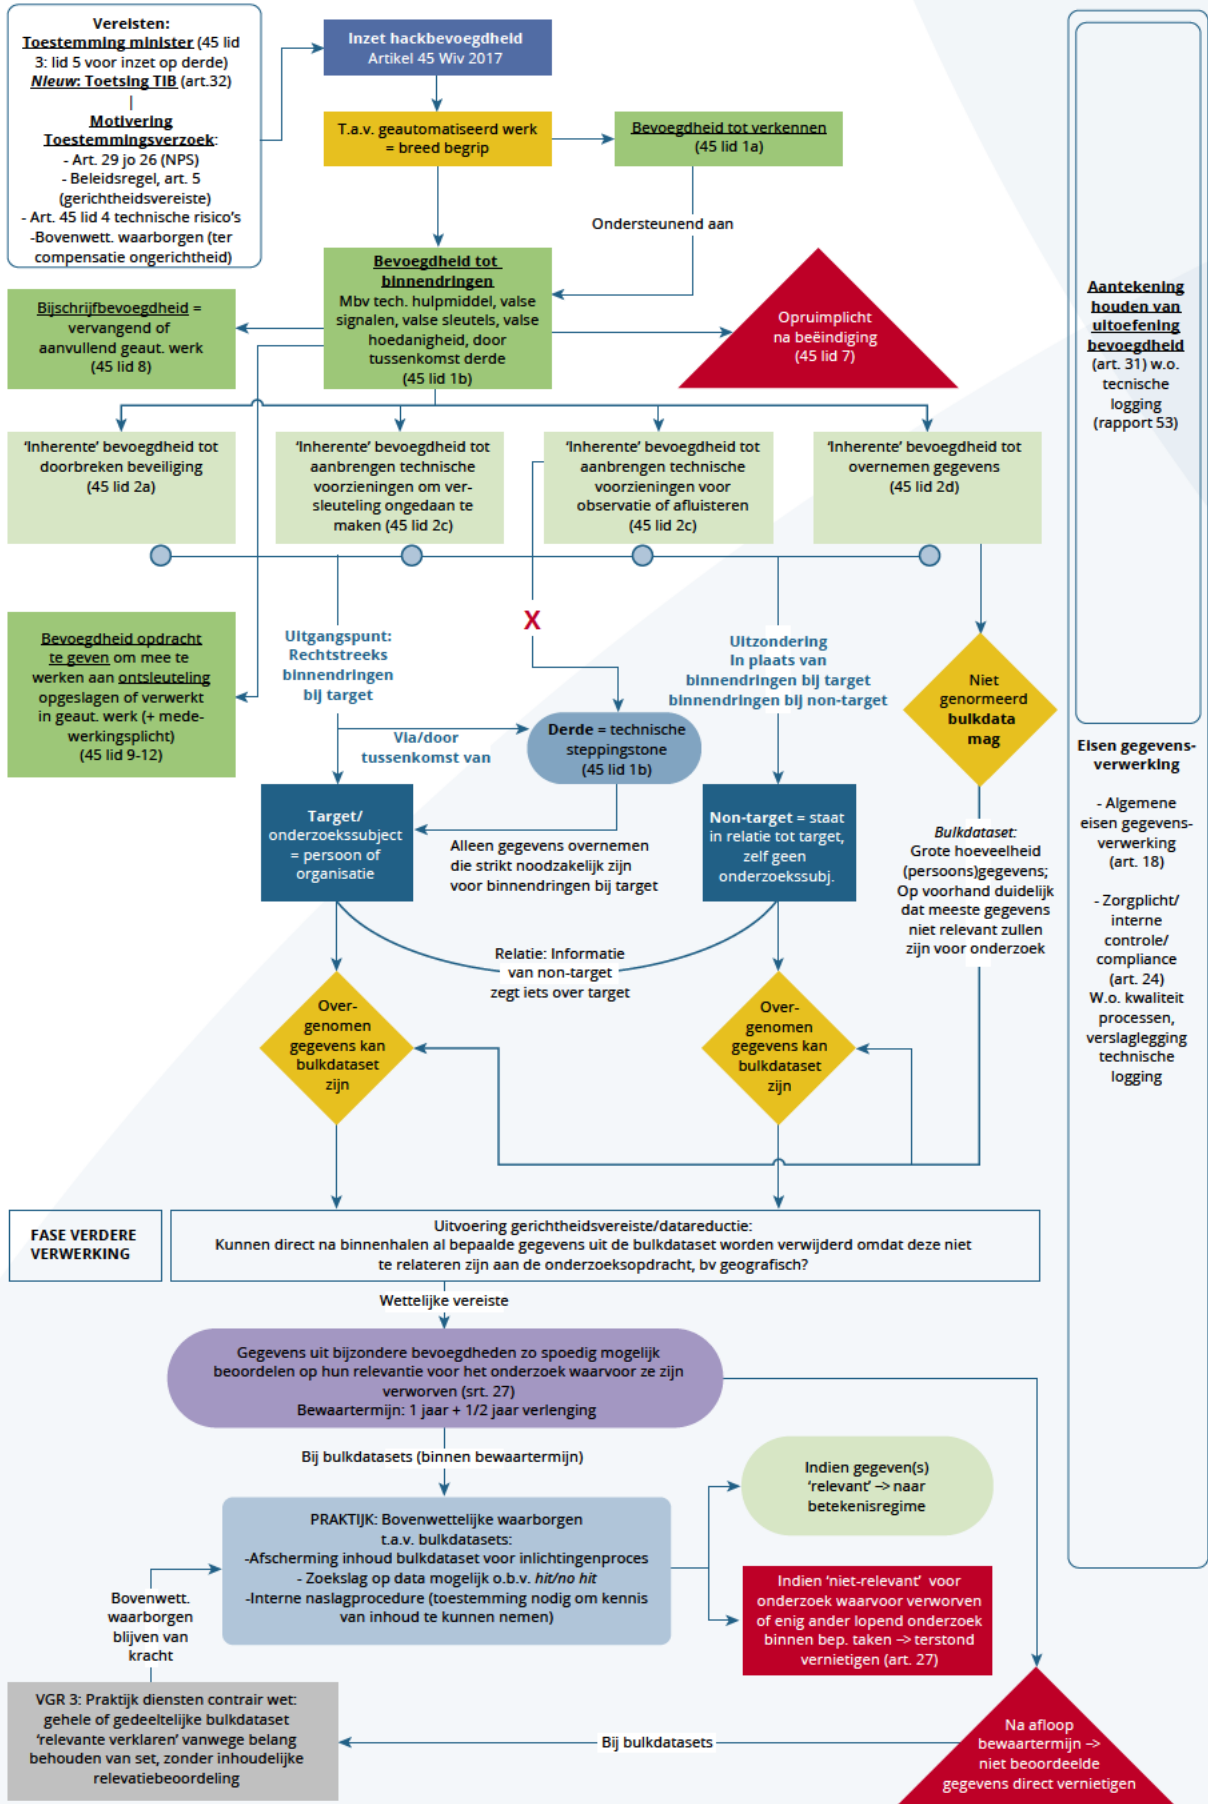 Vereisten:
Toestemming minister (45 lid
3: lid 5 voor inzet op derde)
Nieuw: Toetsing TIB (art.32)
|
Motivering
Toestemmingsverzoek:
- Art. 29 jo 26 (NPS)
- Beleidsregel, art. 5
(gerichtheidsvereiste)
- Art. 45 lid 4 technische risico's
-Bovenwett. waarborgen (ter
compensatie ongerichtheid)
Inzet hackbevoegdheid
Artikel 45 Wiv 2017
T.a.v. geautomatiseerd werk
= breed begrip
Bevoegdheid tot verkennen
(45 lid 1a)
Ondersteunend aan
Bevoegdheid tot
binnendringen
Mbv tech. hulpmiddel, valse
signalen, valse sleutels, valse
hoedanigheid, door
tussenkomst derde
(45 lid 1b)
Bijschrijfbevoegdheid =
vervangend of
aanvullend geaut. werk
(45 lid 8)
Opruimplicht
na beëindiging
(45 lid 7)
Aantekening
houden van
uitoefening
bevoegdheid
(art. 31) w.o.
tecnische
logging
(rapport 53)
'Inherente' bevoegdheid tot
doorbreken beveiliging
(45 lid 2a)
'Inherente' bevoegdheid tot
aanbrengen technische
voorzieningen om ver-
sleuteling ongedaan te
maken (45 lid 2c)
'Inherente' bevoegdheid tot
aanbrengen technische
voorzieningen voor
observatie of afluisteren
(45 lid 2c)
'Inherente' bevoegdheid tot
overnemen gegevens
(45 lid 2d)
Bevoegdheid opdracht
te geven om mee te
werken aan ontsleuteling
opgeslagen of verwerkt
in geaut. werk (+ mede-
werkingsplicht)
(45 lid 9-12)
Uitgangspunt:
Rechtstreeks
binnendringen
bij target
X
Uitzondering
In plaats van
binnendringen bij target
binnendringen bij non-target
Niet
genormeerd
bulkdata
mag
Via/door
tussenkomst van
Derde = technische
steppingstone
(45 lid 1b)
Eisen gegevens-
verwerking
- Algemene
eisen gegevens-
verwerking
(art. 18)
- Zorgplicht/
interne
controle/
compliance
(art. 24)
W.o. kwaliteit
processen,
verslaglegging
technische
logging
Target/
onderzoekssubject
= persoon of
organisatie
Alleen gegevens overnemen
die strikt noodzakelijk zijn
voor binnendringen bij target
Non-target = staat
in relatie tot target,
zelf geen
onderzoekssubj.
Bulkdataset:
Grote hoeveelheid
(persoons)gegevens;
Op voorhand duidelijk
dat meeste gegevens
niet relevant zullen
zijn voor onderzoek
Relatie: Informatie
van non-target
zegt iets over target
Over-
genomen
gegevens kan
bulkdataset
zijn
Over-
genomen
gegevens kan
bulkdataset
zijn
FASE VERDERE
VERWERKING
Uitvoering gerichtheidsvereiste/datareductie:
Kunnen direct na binnenhalen al bepaalde gegevens uit de bulkdataset worden verwijderd omdat deze niet
te relateren zijn aan de onderzoeksopdracht, bv geografisch?
Wettelijke vereiste
Gegevens uit bijzondere bevoegdheden zo spoedig mogelijk
beoordelen op hun relevantie voor het onderzoek waarvoor ze zijn
verworven (srt. 27)
Bewaartermijn: 1 jaar + 1/2 jaar verlenging
Bij bulkdatasets (binnen bewaartermijn)
Indien gegeven(s)
'relevant' –> naar
betekenisregime
PRAKTIJK: Bovenwettelijke waarborgen
t.a.v. bulkdatasets:
-Afscherming inhoud bulkdataset voor inlichtingenproces
- Zoekslag op data mogelijk o.b.v. hit/no hit
-Interne naslagprocedure (toestemming nodig om kennis
van inhoud te kunnen nemen)
Indien 'niet-relevant' voor
onderzoek waarvoor verworven
of enig ander lopend onderzoek
binnen bep. taken –> terstond
vernietigen (art. 27)
Bovenwett.
waarborgen
blijven van
kracht
VGR 3: Praktijk diensten contrair wet:
gehele of gedeeltelijke bulkdataset
'relevante verklaren' vanwege belang
behouden van set, zonder inhoudelijke
relevatiebeoordeling
Bij bulkdatasets
Na afloop
bewaartermijn –>
niet beoordeelde
gegevens direct vernietigen